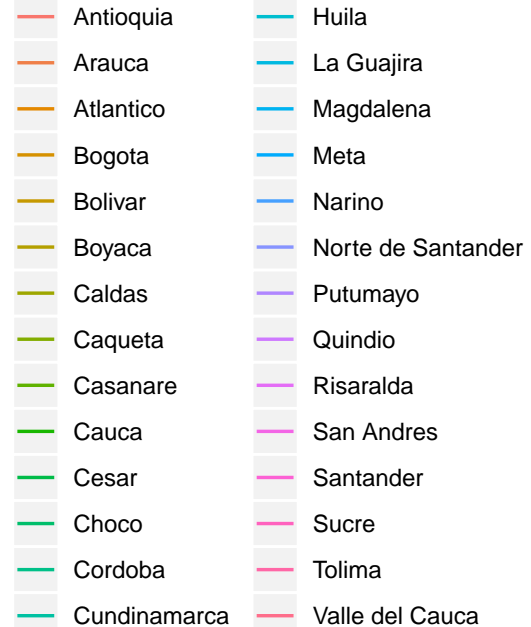 Antioquia
Arauca
Atlantico
Bogota
Bolivar
Boyaca
Caldas
Caqueta
Casanare
Cauca
Cesar
Choco
Cordoba
Cundinamarca
Huila
La Guajira
Magdalena
Meta
Narino
Norte de Santander
Putumayo
Quindio
Risaralda
San Andres
Santander
Sucre
Tolima
Valle del Cauca